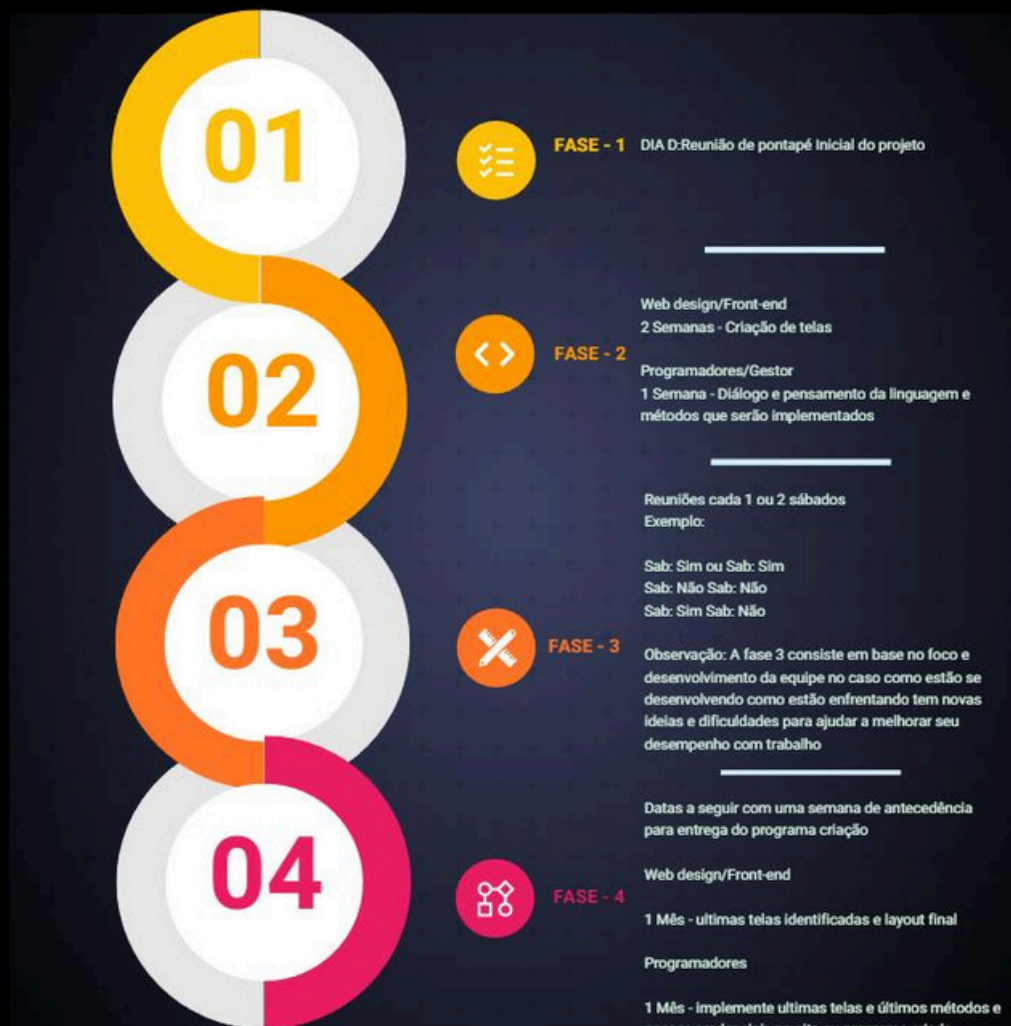 01
FASE - 1
DIA D:Reunião de pontapé Inicial do projeto
02
FASE - 2
Web design/Front-end
2 Semanas - Criação de telas
Programadores/Gestor
1 Semana - Diálogo e pensamento da linguagem e
métodos que serão implementados
03
FASE - 3
Reuniões cada 1 ou 2 sábados
Exemplo:
Sab: Sim ou Sab: Sim
Sab: Não Sab: Não
Sab: Sim Sab: Não
Observação: A fase 3 consiste em base no foco e
desenvolvimento da equipe no caso como estão se
desenvolvendo como estão enfrentando tem novas
ideias e dificuldades para ajudar a melhorar seu
desempenho com trabalho
04
FASE - 4
Datas a seguir com uma semana de antecedência
para entrega do programa criação
Web design/Front-end
1 Mês - ultimas telas identificadas e layout final
Programadores
1 Mês - implemente ultimas telas e últimos métodos e